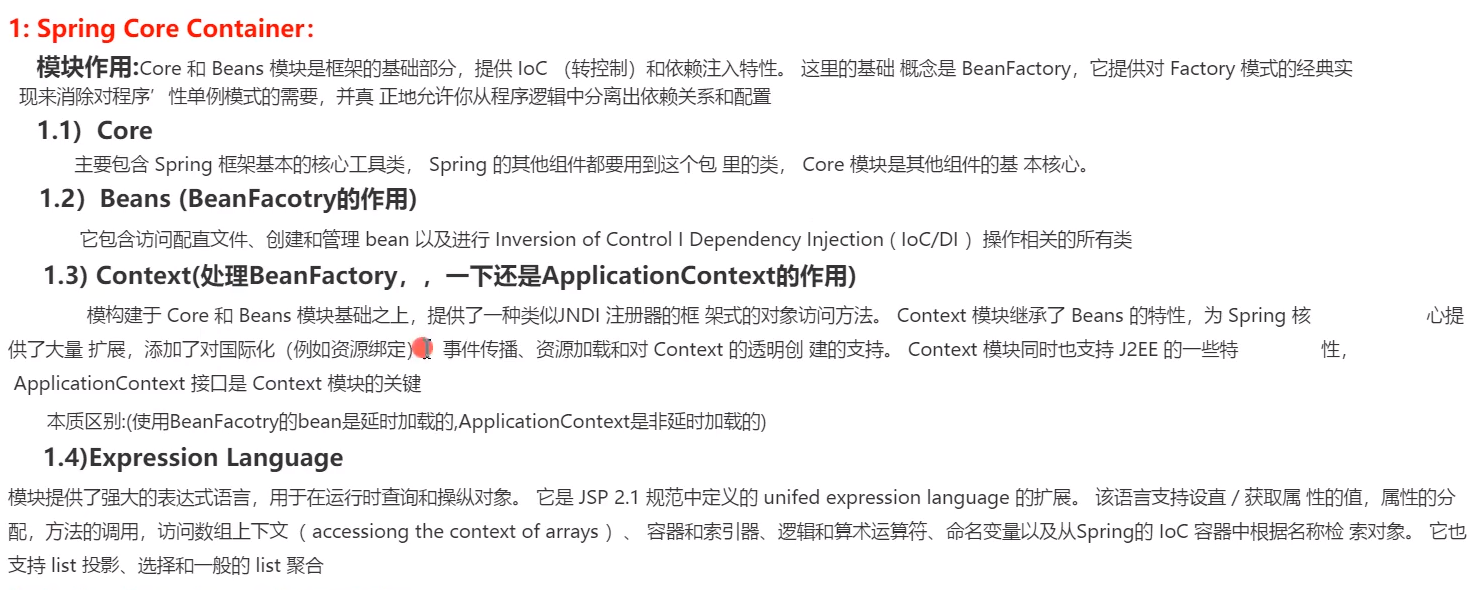 1: Spring Core Container：
模块作用:Core 和 Beans 模块是框架的基础部分，提供 IoC （转控制）和依赖注入特性。 这里的基础 概念是 BeanFactory，它提供对 Factory 模式的经典实
现来消除对程序’性单例模式的需要，并真 正地允许你从程序逻辑中分离出依赖关系和配置
1.1）Core
主要包含 Spring 框架基本的核心工具类， Spring 的其他组件都要用到这个包 里的类， Core 模块是其他组件的基 本核心。
1.2）Beans (BeanFacotry的作用)
它包含访问配直文件、创建和管理 bean 以及进行 Inversion of Control I Dependency Injection ( IoC/DI ）操作相关的所有类
1.3) Context(处理BeanFactory，，一下还是ApplicationContext的作用)
模构建于 Core 和 Beans 模块基础之上，提供了一种类似JNDI 注册器的框 架式的对象访问方法。 Context 模块继承了 Beans 的特性，为 Spring 核 心提
供了大量 扩展，添加了对国际化（例如资源绑定） 事件传播、资源加载和对 Context 的透明创 建的支持。 Context 模块同时也支持 J2EE 的一些特 性，
ApplicationContext 接口是 Context 模块的关键
本质区别:(使用BeanFacotry的bean是延时加载的,ApplicationContext是非延时加载的)
1.4)Expression Language
模块提供了强大的表达式语言，用于在运行时查询和操纵对象。 它是 JSP 2.1 规范中定义的 unifed expression language 的扩展。 该语言支持设直 / 获取属 性的值，属性的分
配，方法的调用，访问数组上下文（ accessiong the context of arrays ）、 容器和索引器、逻辑和算术运算符、命名变量以及从Spring的 IoC 容器中根据名称检 索对象。 它也
支持 list 投影、选择和一般的 list 聚合